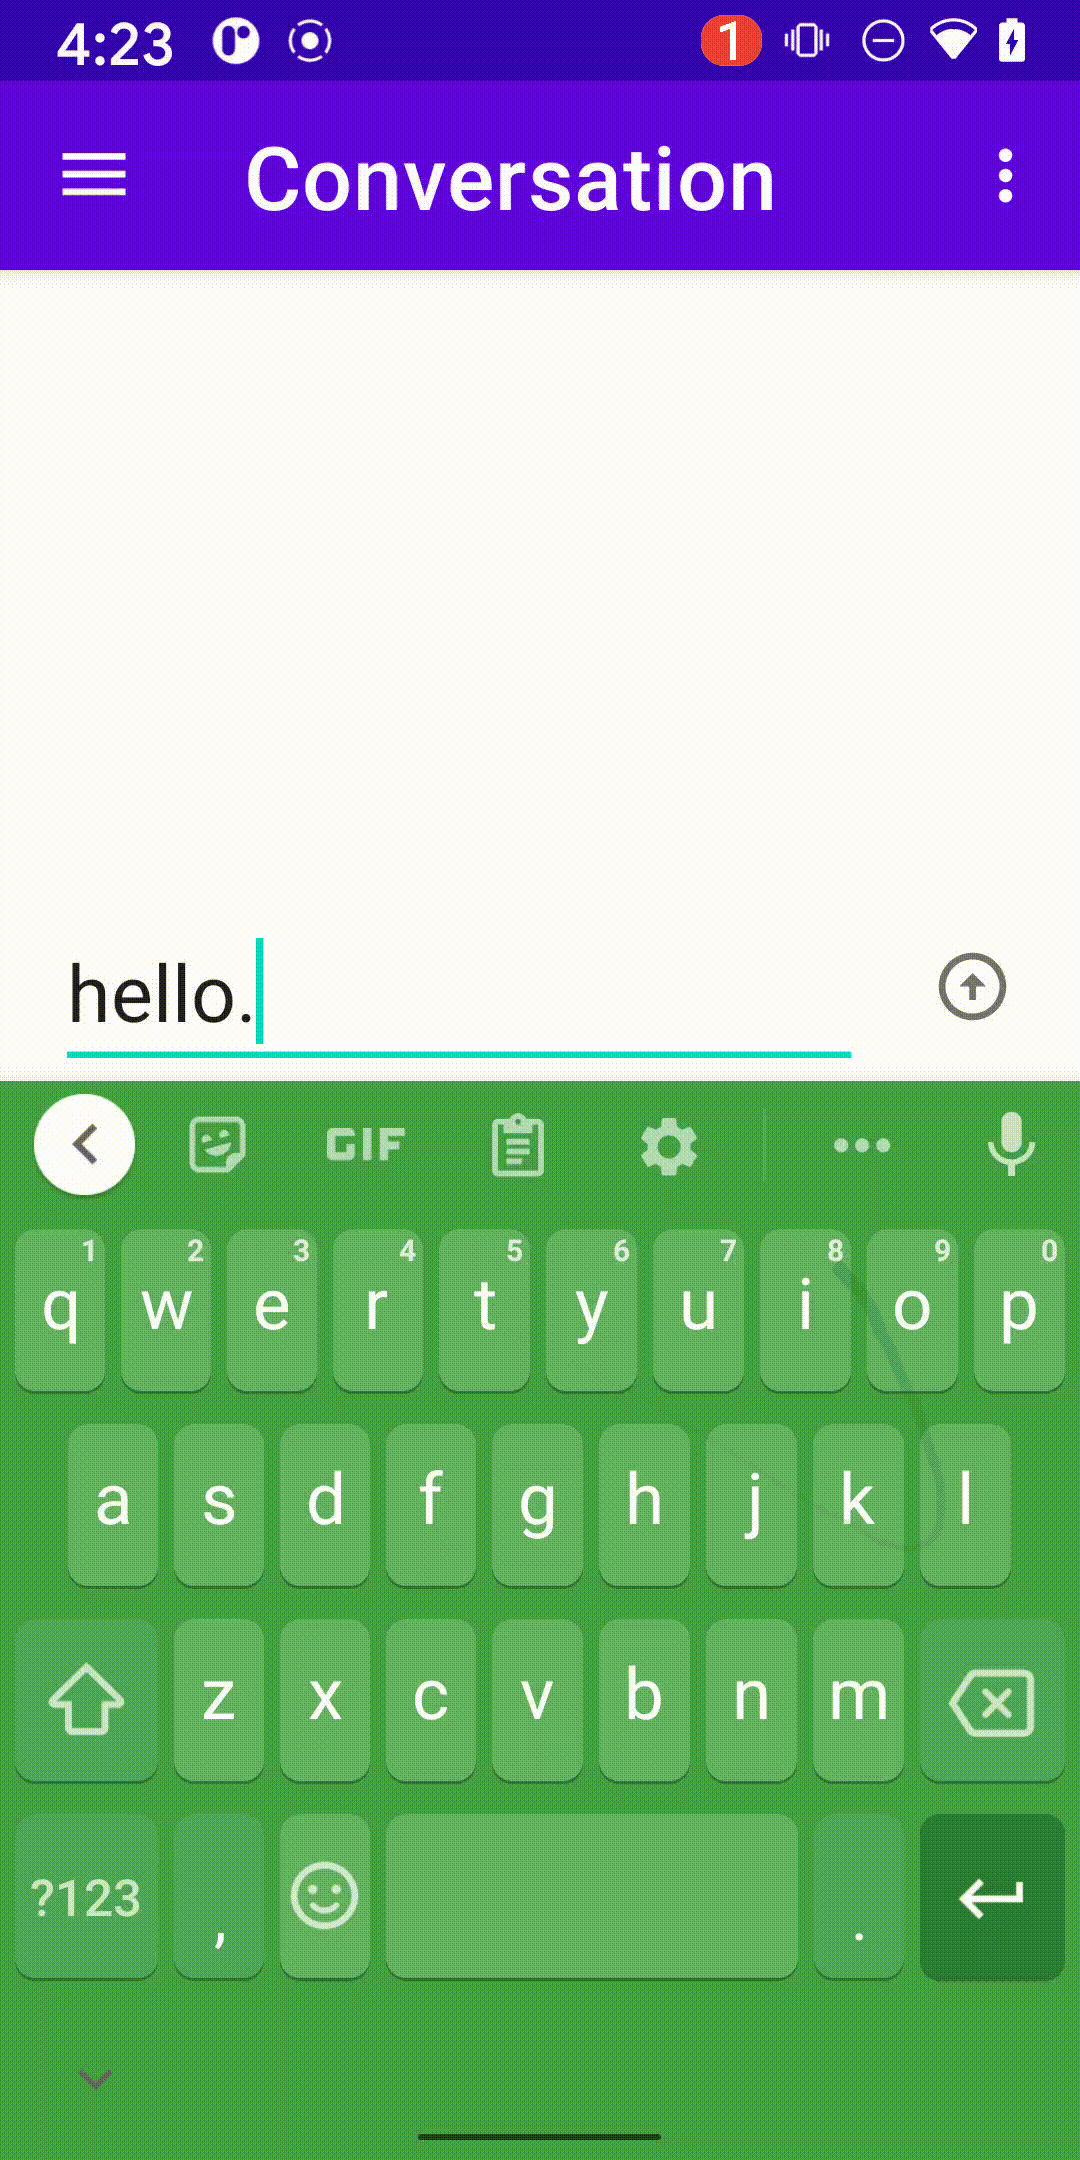 4:23 1
Conversation
hello.
GIF
1 2 3 4 5 6 7 8 9 0
q w e r t y u i o p
a s d f g h j k l
z x c v b n m
?123 , .